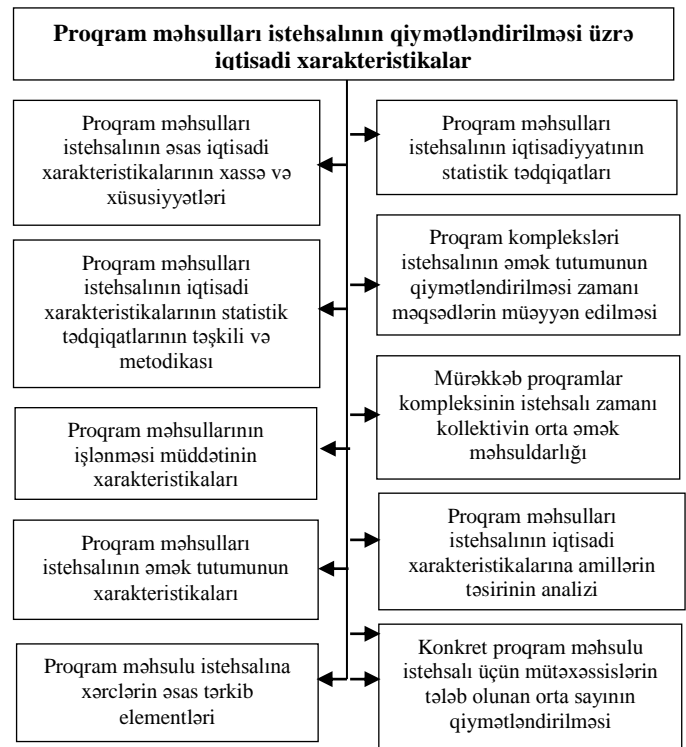 Proqram məhsulları istehsalının qiymətləndirilməsi üzrə
iqtisadi xarakteristikalar
Proqram məhsulları
istehsalının əsas iqtisadi
xarakteristikalarının xassə və
xüsusiyyətləri
Proqram məhsulları
istehsalının iqtisadiyyatının
statistik tədqiqatları
Proqram məhsulları
istehsalının iqtisadi
xarakteristikalarının statistik
tədqiqatlarının təşkili və
metodikası
Proqram kompleksləri
istehsalının əmək tutumunun
qiymətləndirilməsi zamanı
məqsədlərin müəyyən edilməsi
Proqram məhsullarının
işlənməsi müddətinin
xarakteristikaları
Mürəkkəb proqramlar
kompleksinin istehsalı zamanı
kollektivin orta əmək
məhsuldarlığı
Proqram məhsulları
istehsalının əmək tutumunun
xarakteristikaları
Proqram məhsulları
istehsalının iqtisadi
xarakteristikalarına amillərin
təsirinin analizi
Proqram məhsulu istehsalına
xərclərin əsas tərkib
elementləri
Konkret proqram məhsulu
istehsalı üçün mütəxəssislərin
tələb olunan orta sayının
qiymətləndirilməsi